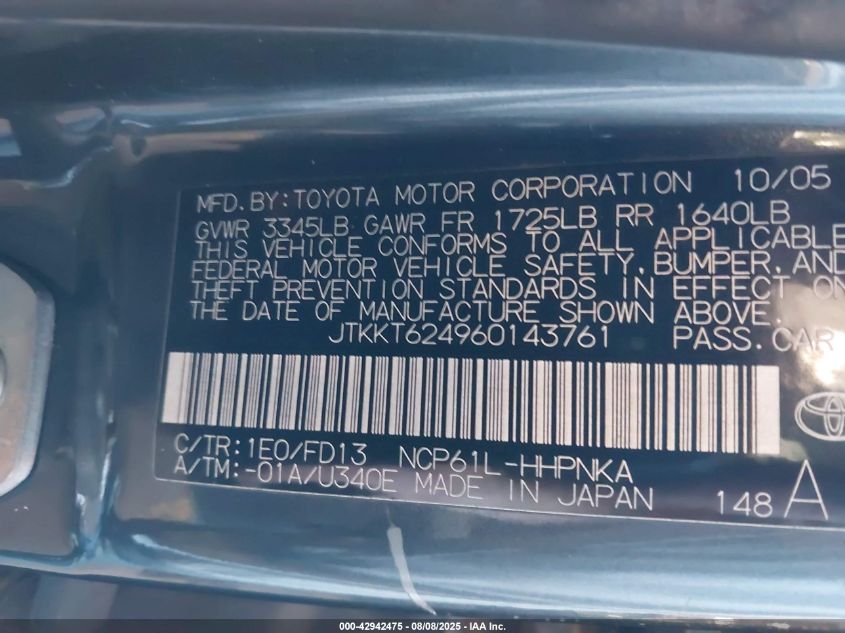 MFD.BY:TOYOTA MOTOR CORPORATION 10/05
GVWR 3345LB GAWR FR 1725LB RR 1640LB
THIS VEHICLE CONFORMS TO ALL APPLICABLE
FEDERAL MOTOR VEHICLE SAFETY,BUMPER,AND
THEFT PREVENTION STANDARDS IN EFFECT ON
THE DATE OF MANUFACTURE SHOWN ABOVE.
JTKKT624960143761 PASS.CAR
C/TR:1E0/FD13 NCP61L-HHPNKA
A/TM:-01A/U340E MADE IN JAPAN 148 A
000-42942475 - 08/08/2025 - IAA Inc.